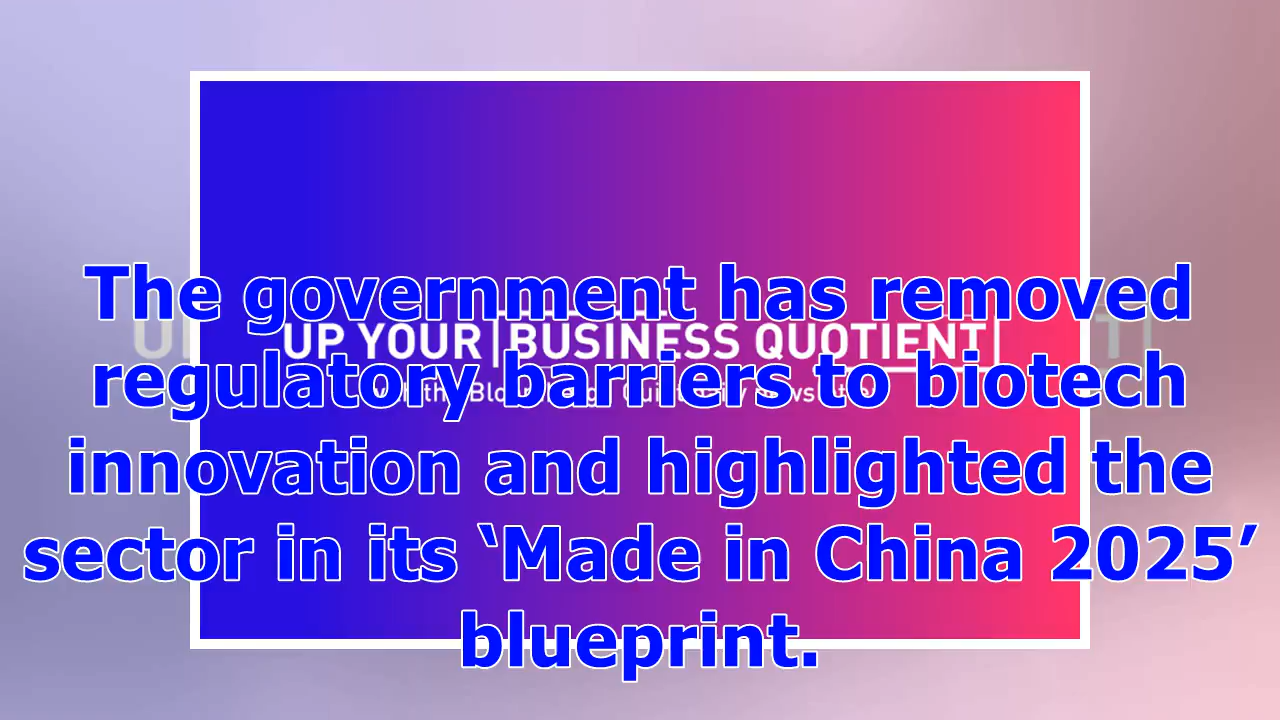 The government has removed
UP YOUR BUSINESS QUOTIENT
regulatory barriers to biotech
innovation and highlighted the
sector in its ‘Made in China 2025’
blueprint.